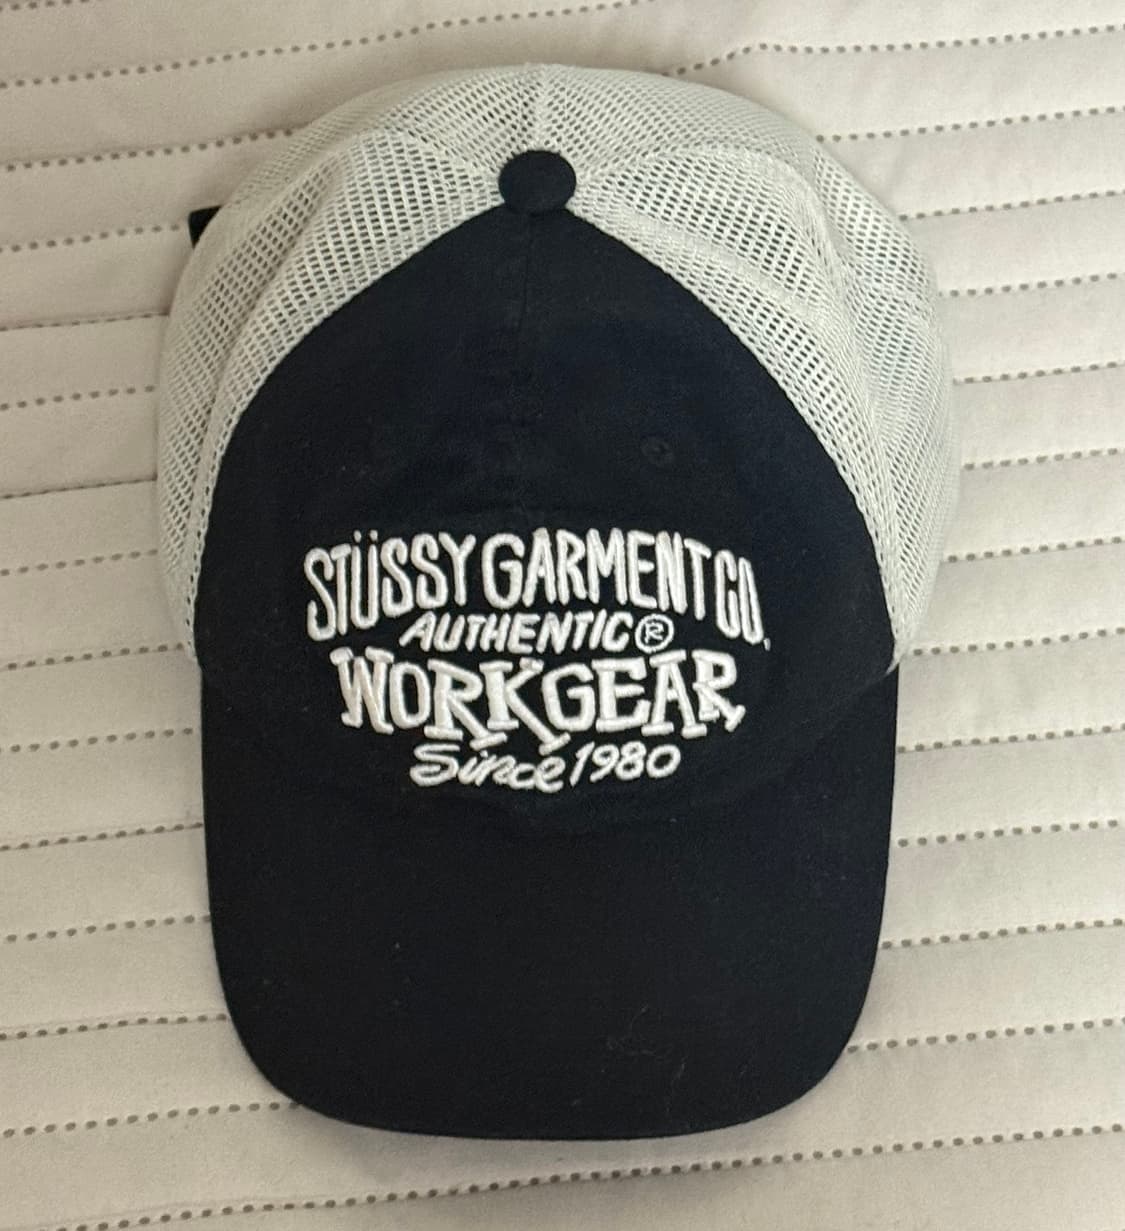 STÜSSY GARMENT CO.
AUTHENTIC®
WORKGEAR
Since 1980